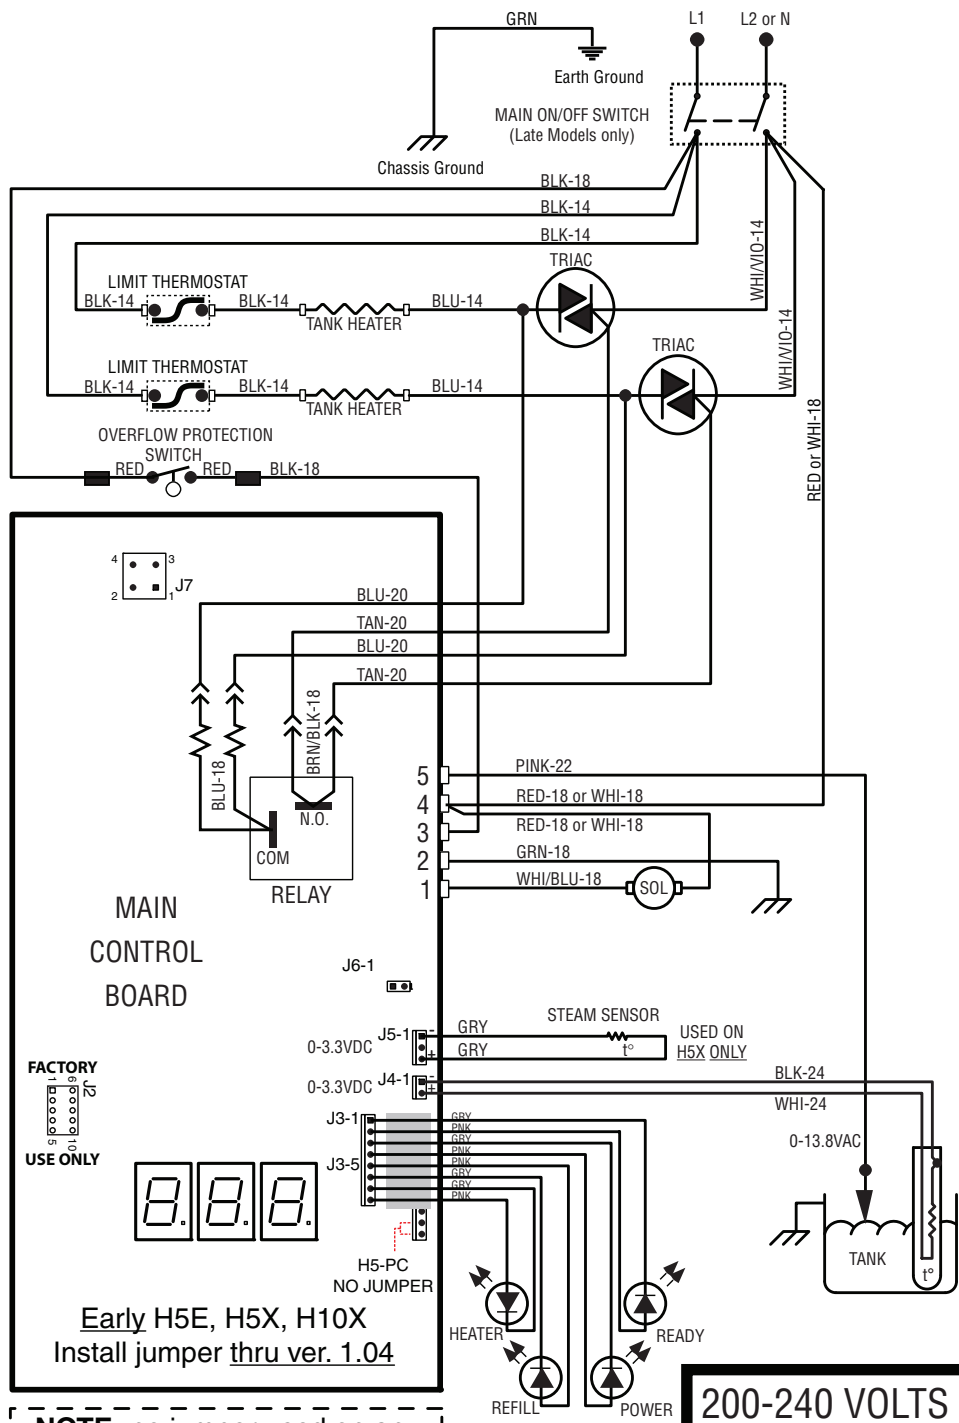 GRN
L1
L2 or N
Earth Ground
MAIN ON/OFF SWITCH
(Late Models only)
Chassis Ground
BLK-18
BLK-14
BLK-14
TRIAC
WHI/VIO-14
LIMIT THERMOSTAT
BLK-14
BLK-14
BLU-14
TANK HEATER
TRIAC
WHI/VIO-14
LIMIT THERMOSTAT
BLK-14
BLK-14
BLU-14
TANK HEATER
RED or WHI-18
OVERFLOW PROTECTION
SWITCH
RED
RED
BLK-18
4
3
2
1
J7
BLU-20
TAN-20
BLU-20
TAN-20
BLU-18
BRN/BLK-18
N.O.
COM
RELAY
5
PINK-22
4
RED-18 or WHI-18
3
RED-18 or WHI-18
2
GRN-18
1
WHI/BLU-18
SOL
MAIN
CONTROL
BOARD
J6-1
STEAM SENSOR
J5-1
-
GRY
0-3.3VDC
+
GRY
t°
USED ON
H5X ONLY
J4-1
-
0-3.3VDC
+
BLK-24
WHI-24
FACTORY
1
6
J2
5
10
USE ONLY
J3-1
J3-5
GRY
PNK
GRY
PNK
PNK
GRY
GRY
PNK
0-13.8VAC
8.8.8.
H5-PC
NO JUMPER
TANK
t°
Early H5E, H5X, H10X
Install jumper thru ver. 1.04
HEATER
READY
REFILL
POWER
200-240 VOLTS